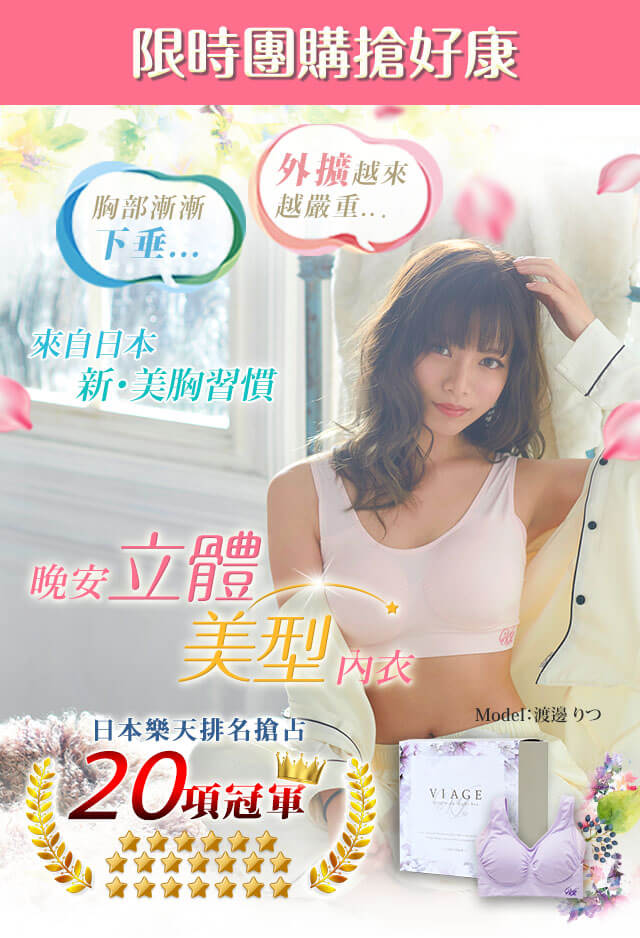 限時團購搶好康
胸部漸漸
下垂...
外擴越來
越嚴重...
來自日本
新・美胸習慣
晚安立體
美型內衣
Model：渡邊 りつ
日本樂天排名搶占
20項冠軍
VIAGE